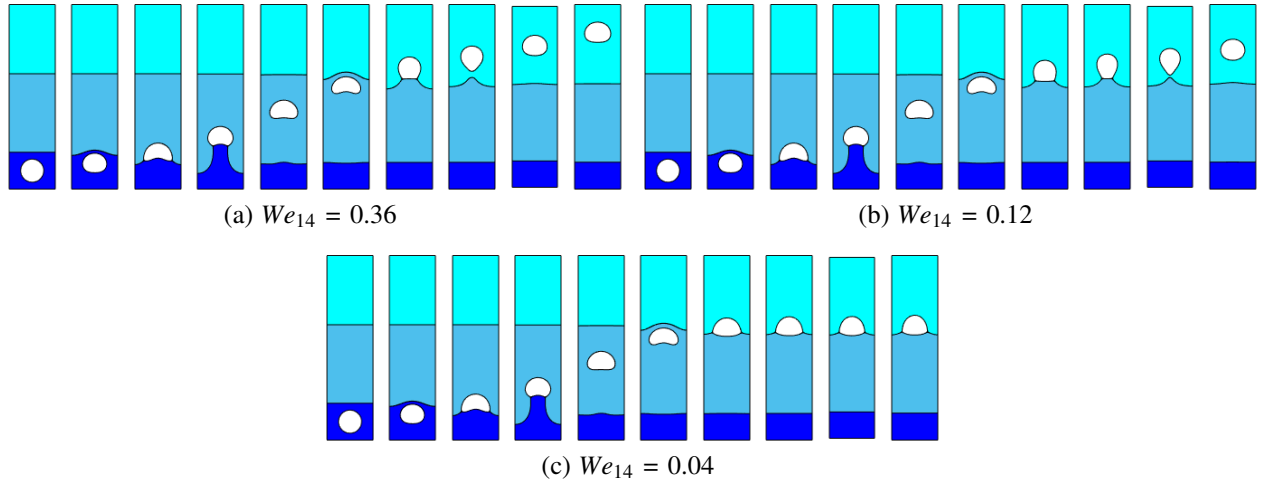 (a) We₁₄ = 0.36
(b) We₁₄ = 0.12
(c) We₁₄ = 0.04